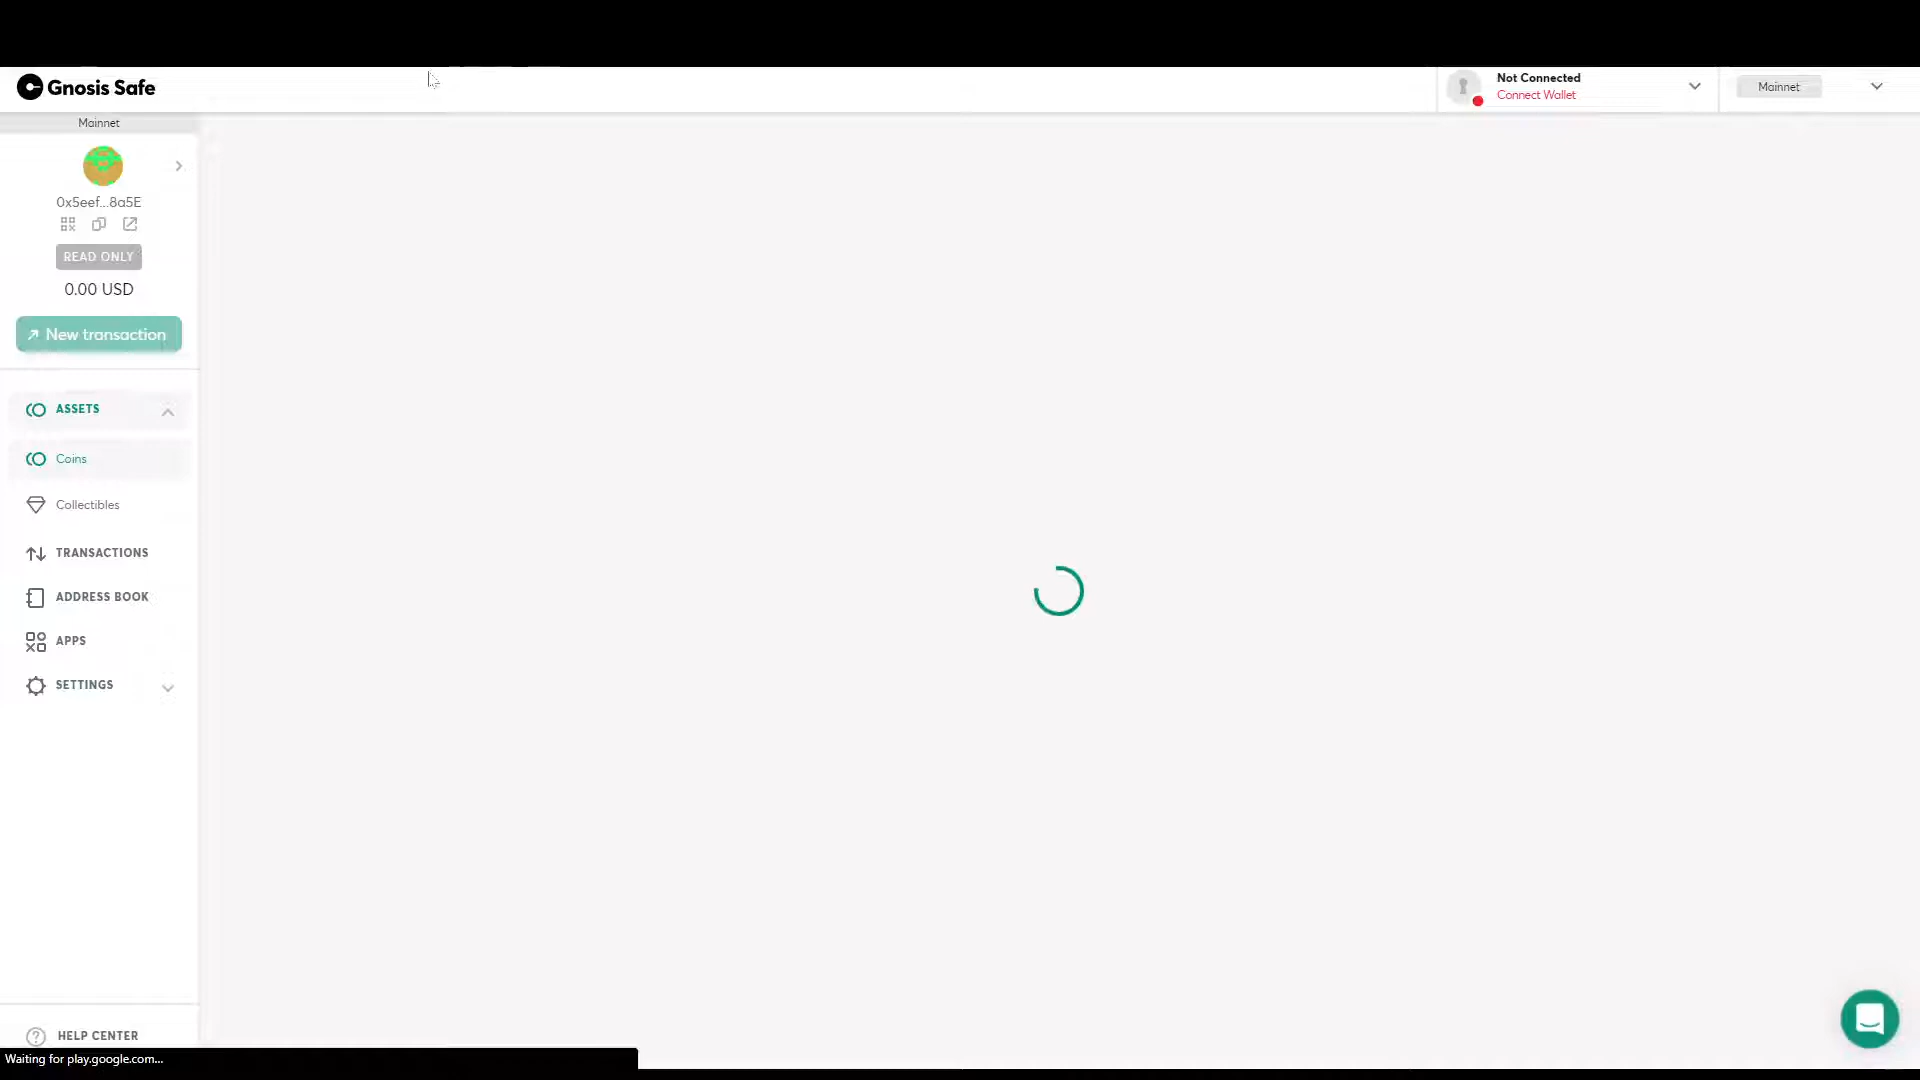 Gnosis Safe
Not Connected
Connect Wallet
Mainnet
Mainnet
0x5eef...8a5E
READ ONLY
0.00 USD
New transaction
ASSETS
Coins
Collectibles
TRANSACTIONS
ADDRESS BOOK
APPS
SETTINGS
HELP CENTER
Waiting for play.google.com...